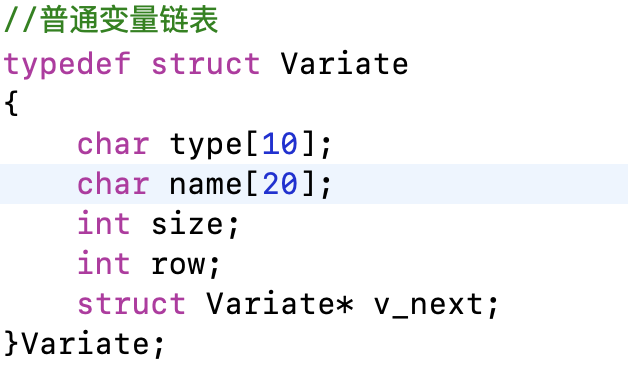 //普通变量链表
typedef struct Variate
{
    char type[10];
    char name[20];
    int size;
    int row;
    struct Variate* v_next;
}Variate;